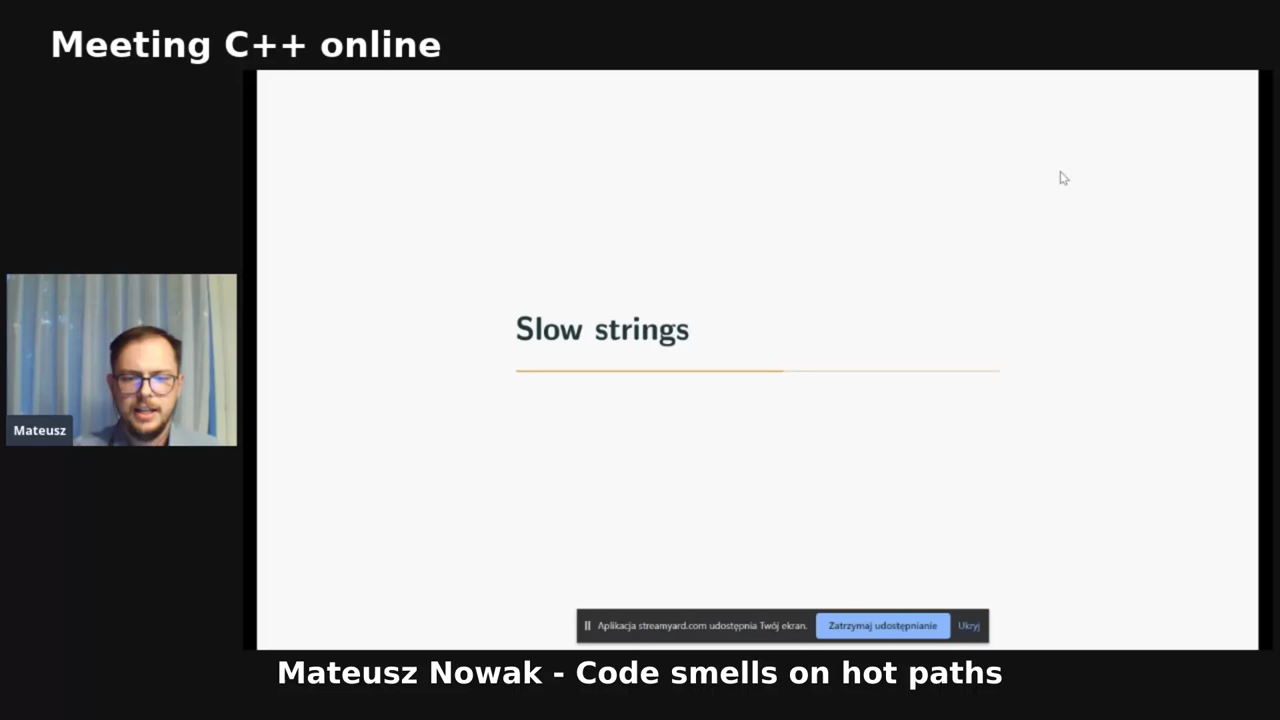 Meeting C++ online
Slow strings
Mateusz
Aplikacja streamyard.com udostępnia Twój ekran.
Zatrzymaj udostępnianie
Ukryj
Mateusz Nowak - Code smells on hot paths